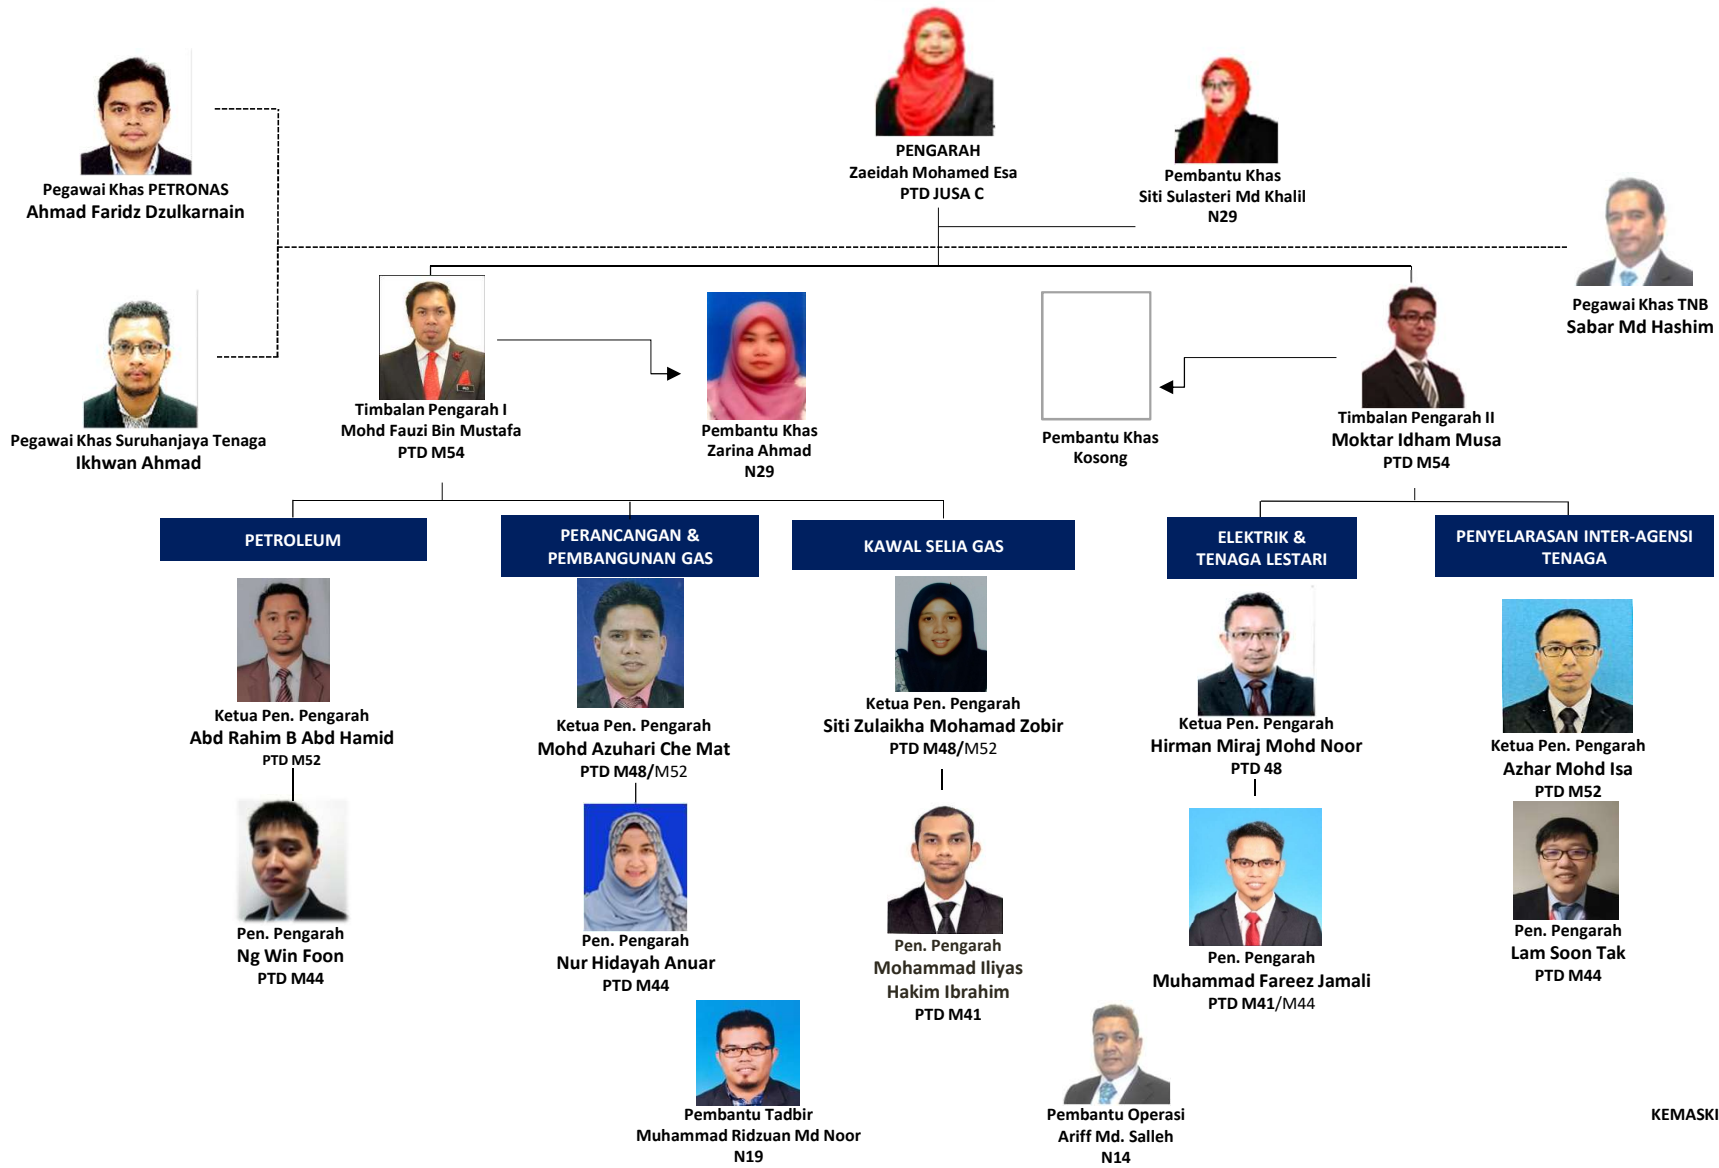 PENGARAH
Zaeidah Mohamed Esa
PTD JUSA C
Pembantu Khas
Siti Sulasteri Md Khalil
N29
Pegawai Khas PETRONAS
Ahmad Faridz Dzulkarnain
Pegawai Khas TNB
Sabar Md Hashim
Pegawai Khas Suruhanjaya Tenaga
Ikhwan Ahmad
Timbalan Pengarah I
Mohd Fauzi Bin Mustafa
PTD M54
Pembantu Khas
Zarina Ahmad
N29
Pembantu Khas
Kosong
Timbalan Pengarah II
Moktar Idham Musa
PTD M54
PETROLEUM
PERANCANGAN &
PEMBANGUNAN GAS
KAWAL SELIA GAS
ELEKTRIK &
TENAGA LESTARI
PENYELARASAN INTER-AGENSI
TENAGA
Ketua Pen. Pengarah
Abd Rahim B Abd Hamid
PTD M52
Ketua Pen. Pengarah
Mohd Azuhari Che Mat
PTD M48/M52
Ketua Pen. Pengarah
Siti Zulaikha Mohamad Zobir
PTD M48/M52
Ketua Pen. Pengarah
Hirman Miraj Mohd Noor
PTD 48
Ketua Pen. Pengarah
Azhar Mohd Isa
PTD M52
Pen. Pengarah
Ng Win Foon
PTD M44
Pen. Pengarah
Nur Hidayah Anuar
PTD M44
Pen. Pengarah
Mohammad Iliyas
Hakim Ibrahim
PTD M41
Pen. Pengarah
Muhammad Fareez Jamali
PTD M41/M44
Pen. Pengarah
Lam Soon Tak
PTD M44
Pembantu Tadbir
Muhammad Ridzuan Md Noor
N19
Pembantu Operasi
Ariff Md. Salleh
N14
KEMASKI